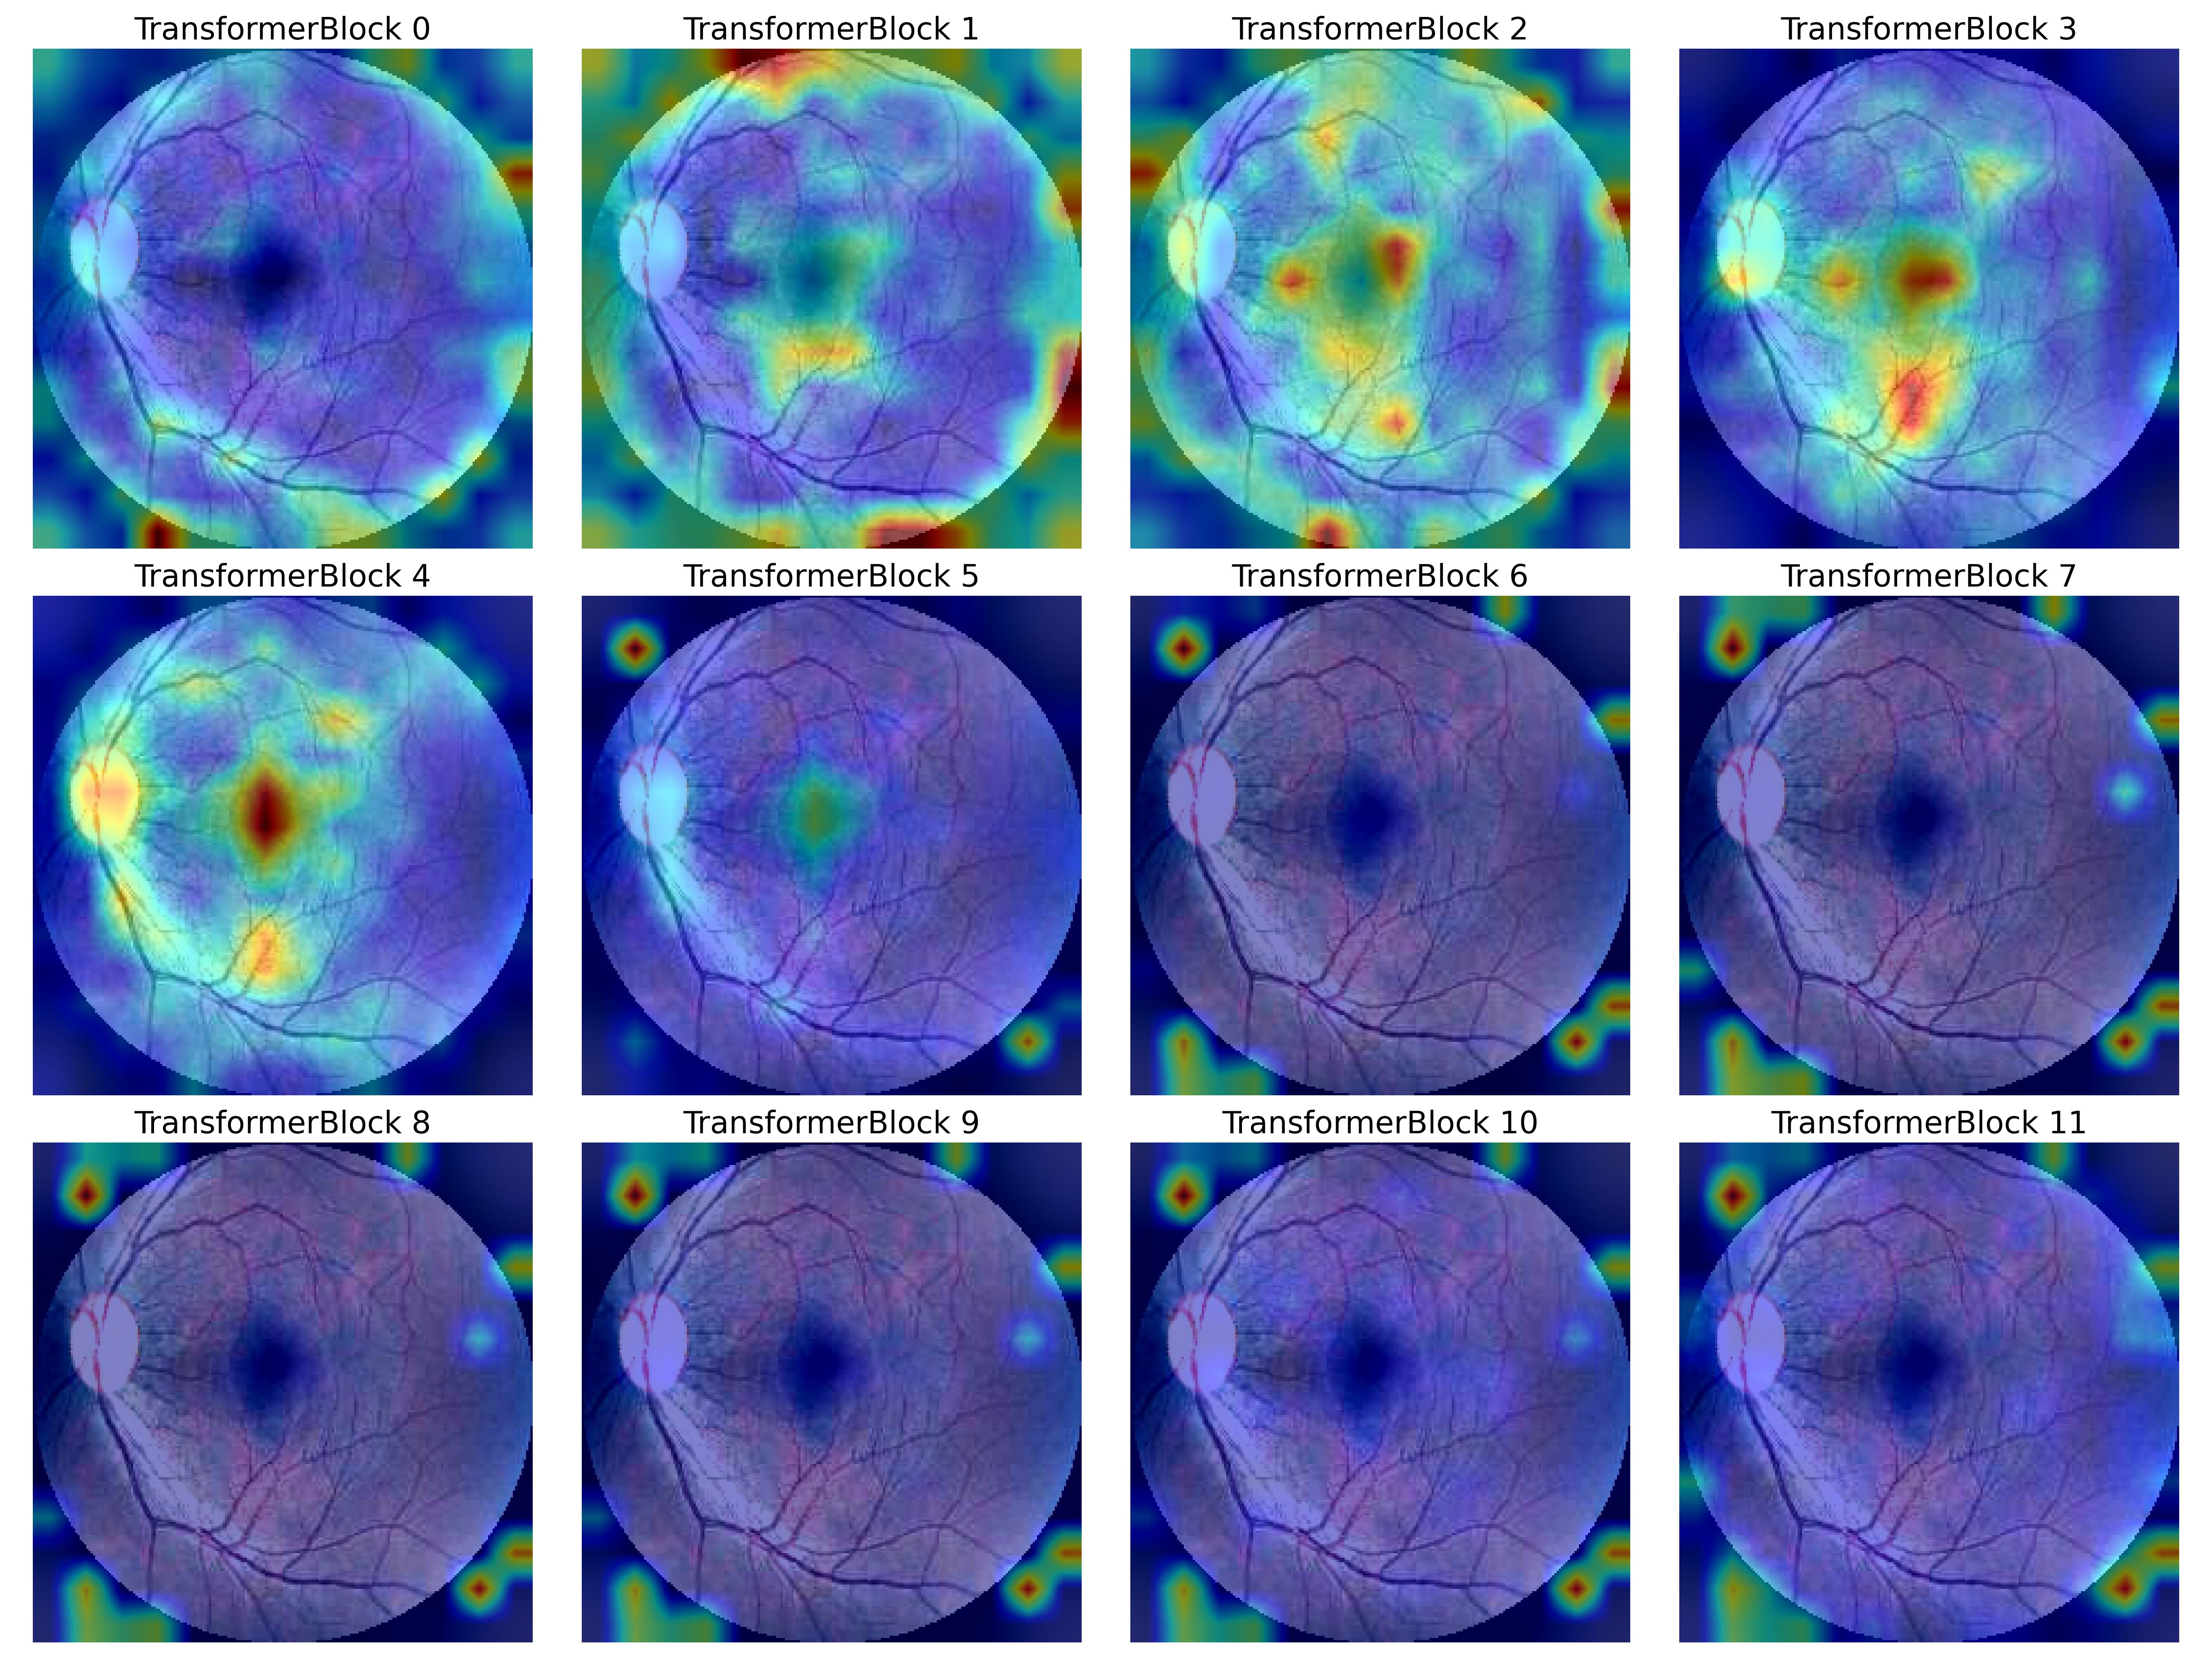 TransformerBlock 0
TransformerBlock 1
TransformerBlock 2
TransformerBlock 3
TransformerBlock 4
TransformerBlock 5
TransformerBlock 6
TransformerBlock 7
TransformerBlock 8
TransformerBlock 9
TransformerBlock 10
TransformerBlock 11